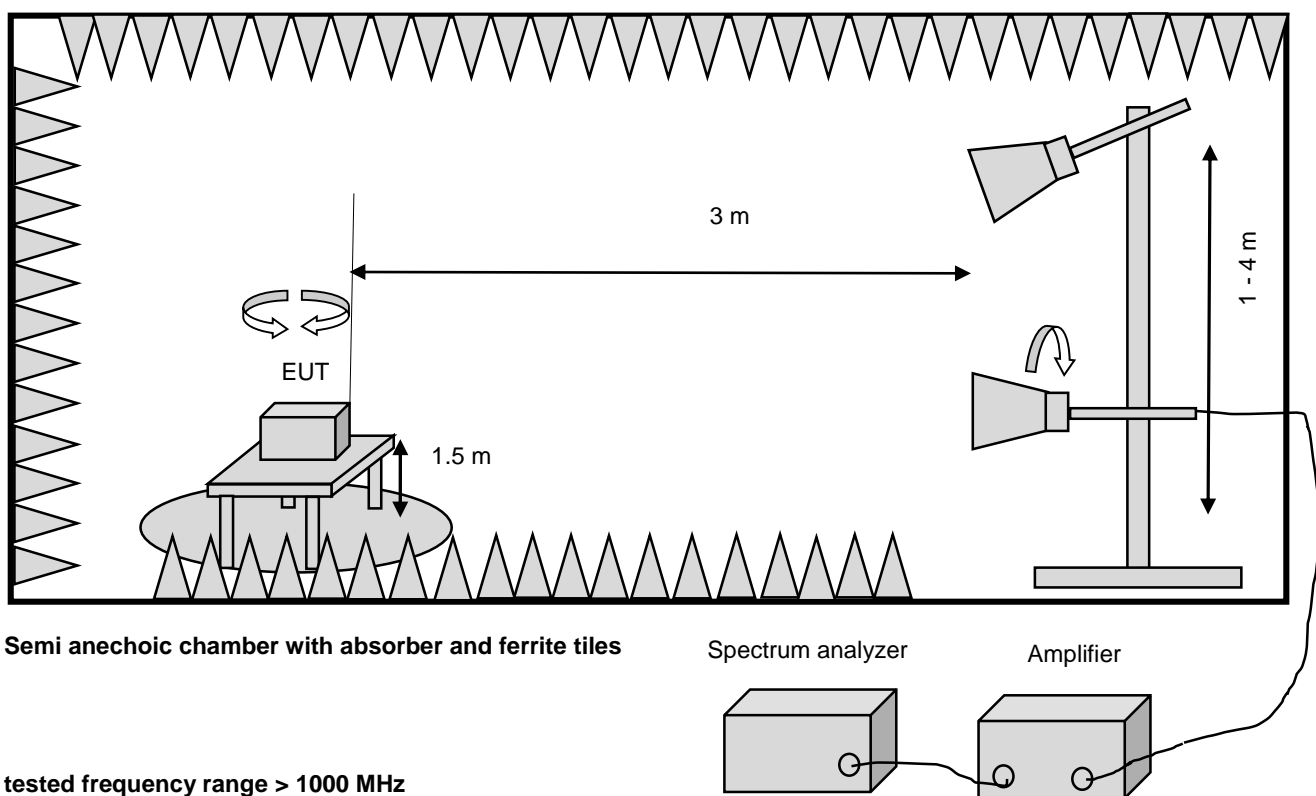 3 m
1 - 4 m
EUT
1.5 m
Semi anechoic chamber with absorber and ferrite tiles
Spectrum analyzer
Amplifier
tested frequency range > 1000 MHz